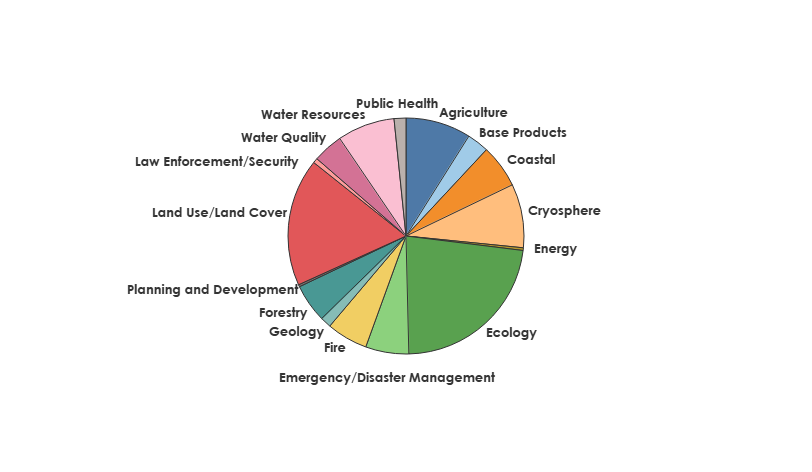 Public Health
Agriculture
Water Resources
Base Products
Water Quality
Coastal
Law Enforcement/Security
Cryosphere
Land Use/Land Cover
Energy
Planning and Development
Forestry
Geology
Ecology
Fire
Emergency/Disaster Management